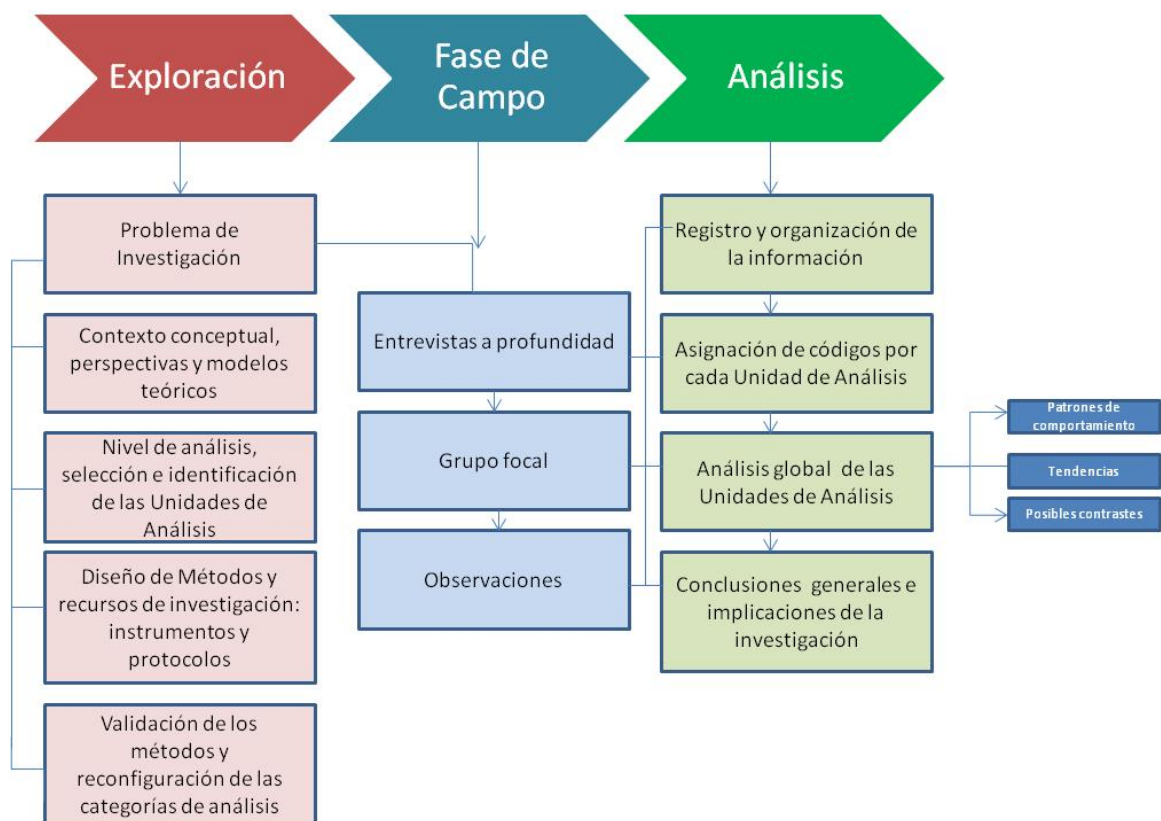 Exploración
Fase de
Campo
Análisis
Problema de
Investigación
Contexto conceptual,
perspectivas y modelos
teóricos
Nivel de análisis,
selección e identificación
de las Unidades de
Análisis
Diseño de Métodos y
recursos de investigación:
instrumentos y
protocolos
Validación de los
métodos y
reconfiguración de las
categorías de análisis
Entrevistas a profundidad
Grupo focal
Observaciones
Registro y organización de
la información
Asignación de códigos por
cada Unidad de Análisis
Análisis global de las
Unidades de Análisis
Conclusiones generales e
implicaciones de la
investigación
Patrones de
comportamiento
Tendencias
Posibles contrastes